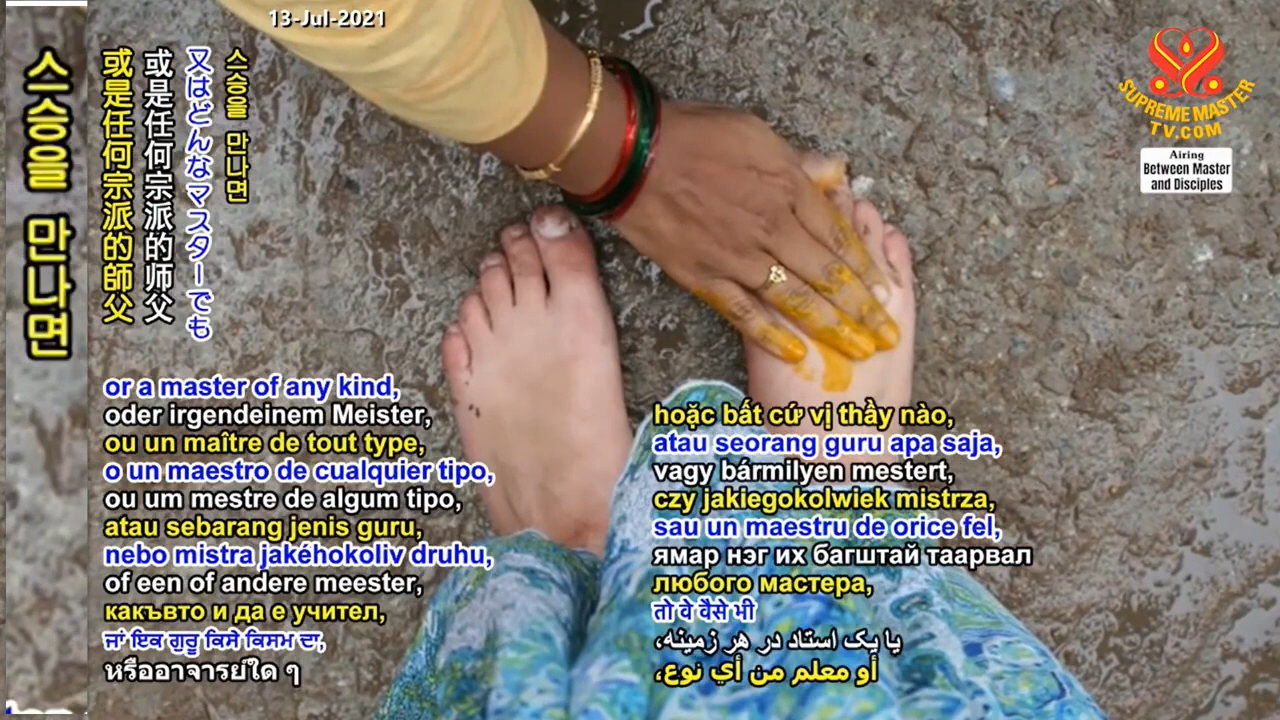 13-Jul-2021
스승을 만나면
或是任何宗派的師父
或是任何宗派的师父
又はどんなマスターでも
스승을 만나면
SUPREME MASTER
TV.COM
Airing
Between Master
and Disciples
or a master of any kind,
oder irgendeinem Meister,
ou un maître de tout type,
o un maestro de cualquier tipo,
ou um mestre de algum tipo,
atau sebarang jenis guru,
nebo mistra jakéhokoliv druhu,
of een of andere meester,
какъвто и да е учител,
ਜਾਂ ਇਕ ਗੁਰੂ ਕਿਸੇ ਕਿਸਮ ਦਾ,
หรืออาจารย์ใด ๆ
hoặc bất cứ vị thầy nào,
atau seorang guru apa saja,
vagy bármilyen mestert,
czy jakiegokolwiek mistrza,
sau un maestru de orice fel,
ямар нэг их багштай таарвал
любого мастера,
तो वे वैसे भी
یا یک استاد در هر زمینه،
أو معلم من أي نوع،